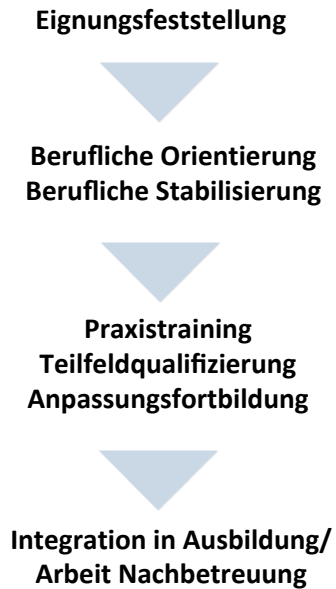 Eignungsfeststellung
Berufliche Orientierung
Berufliche Stabilisierung
Praxistraining
Teilfeldqualifizierung
Anpassungsfortbildung
Integration in Ausbildung/
Arbeit Nachbetreuung